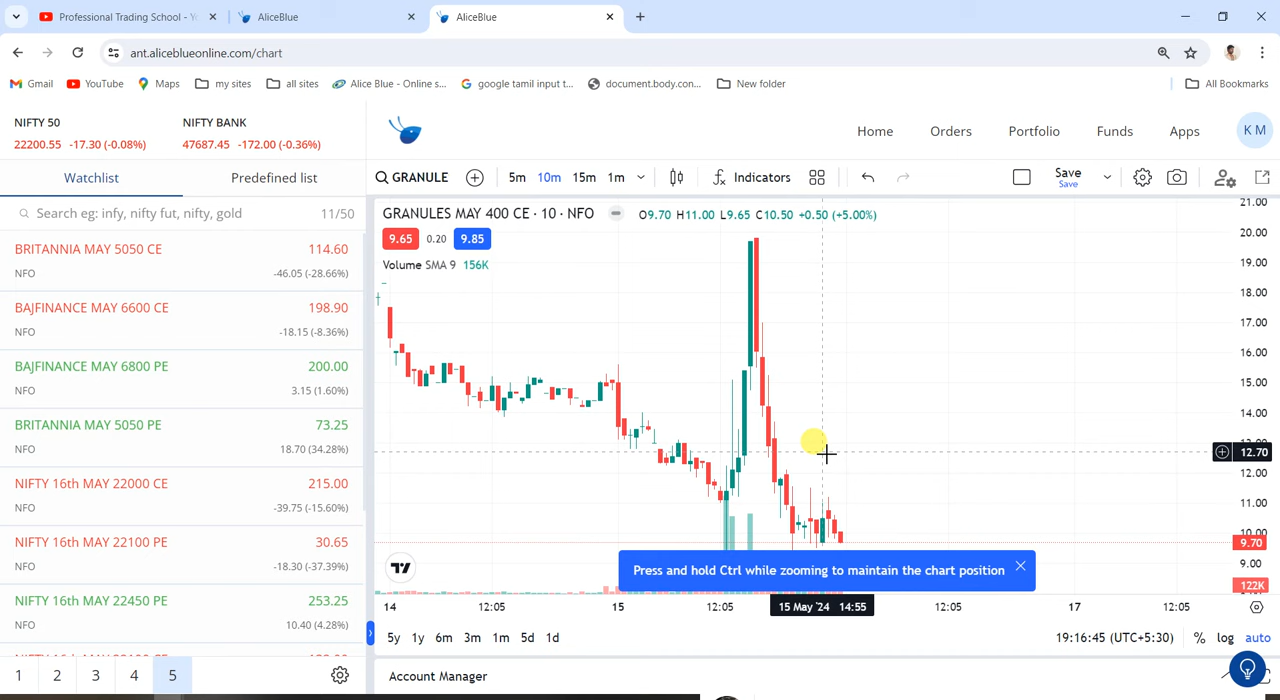 Professional Trading School - Yo
AliceBlue
AliceBlue
ant.aliceblueonline.com/chart
Gmail YouTube Maps my sites all sites Alice Blue - Online s... google tamil input t... document.body.con... New folder All Bookmarks
NIFTY 50 NIFTY BANK
22200.55 -17.30 (-0.08%) 47687.45 -172.00 (-0.36%)
Home Orders Portfolio Funds Apps K M
Watchlist Predefined list
GRANULE 5m 10m 15m 1m Indicators Save
Save
Search eg: infy, nifty fut, nifty, gold 11/50
GRANULES MAY 400 CE · 10 · NFO O9.70 H11.00 L9.65 C10.50 +0.50 (+5.00%)
9.65 0.20 9.85
Volume SMA 9 156K
BRITANNIA MAY 5050 CE 114.60
NFO -46.05 (-28.66%)
BAJFINANCE MAY 6600 CE 198.90
NFO -18.15 (-8.36%)
BAJFINANCE MAY 6800 PE 200.00
NFO 3.15 (1.60%)
BRITANNIA MAY 5050 PE 73.25
NFO 18.70 (34.28%)
NIFTY 16th MAY 22000 CE 215.00
NFO -39.75 (-15.60%)
NIFTY 16th MAY 22100 PE 30.65
NFO -18.30 (-37.39%)
NIFTY 16th MAY 22450 PE 253.25
NFO 10.40 (4.28%)
1 2 3 4 5
21.00
20.00
19.00
18.00
17.00
16.00
15.00
14.00
12.70
12.00
11.00
10.00
9.70
9.00
122K
Press and hold Ctrl while zooming to maintain the chart position
14 12:05 15 12:05 15 May '24 14:55 12:05 17 12:05
5y 1y 6m 3m 1m 5d 1d 19:16:45 (UTC+5:30) % log auto
Account Manager